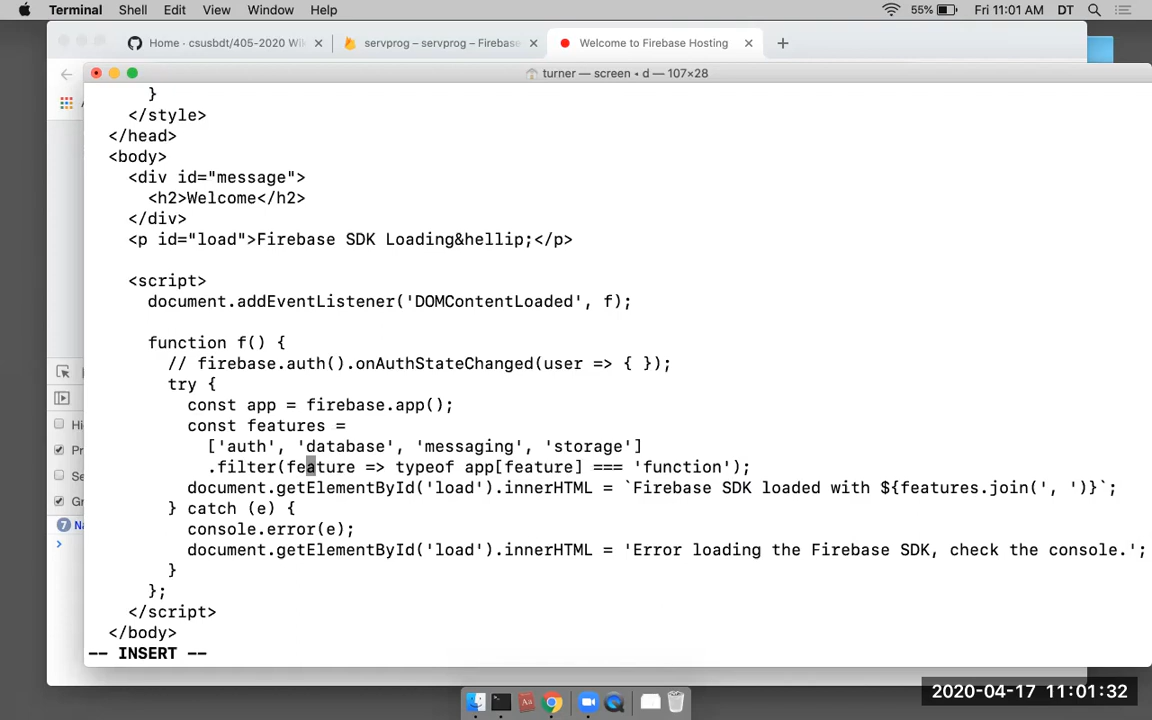 Terminal Shell Edit View Window Help 55% Fri 11:01 AM DT
Home · csusbdt/405-2020 Wi servprog – servprog – Firebase Welcome to Firebase Hosting
turner — screen ◂ d — 107×28
}
</style>
</head>
<body>
<div id="message">
<h2>Welcome</h2>
</div>
<p id="load">Firebase SDK Loading&hellip;</p>
<script>
document.addEventListener('DOMContentLoaded', f);
function f() {
// firebase.auth().onAuthStateChanged(user => { });
try {
const app = firebase.app();
const features =
['auth', 'database', 'messaging', 'storage']
.filter(feature => typeof app[feature] === 'function');
document.getElementById('load').innerHTML = `Firebase SDK loaded with ${features.join(', ')}`;
} catch (e) {
console.error(e);
document.getElementById('load').innerHTML = 'Error loading the Firebase SDK, check the console.';
}
};
</script>
</body>
-- INSERT --
2020-04-17 11:01:32